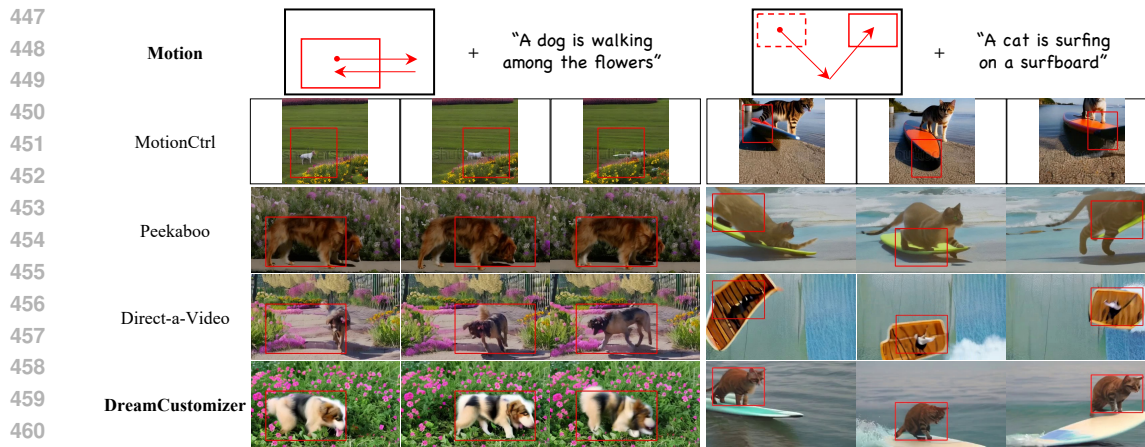 447
448
449
450
451
452
453
454
455
456
457
458
459
460
Motion
+
"A dog is walking
among the flowers"
+
"A cat is surfing
on a surfboard"
MotionCtrl
Peekaboo
Direct-a-Video
DreamCustomizer